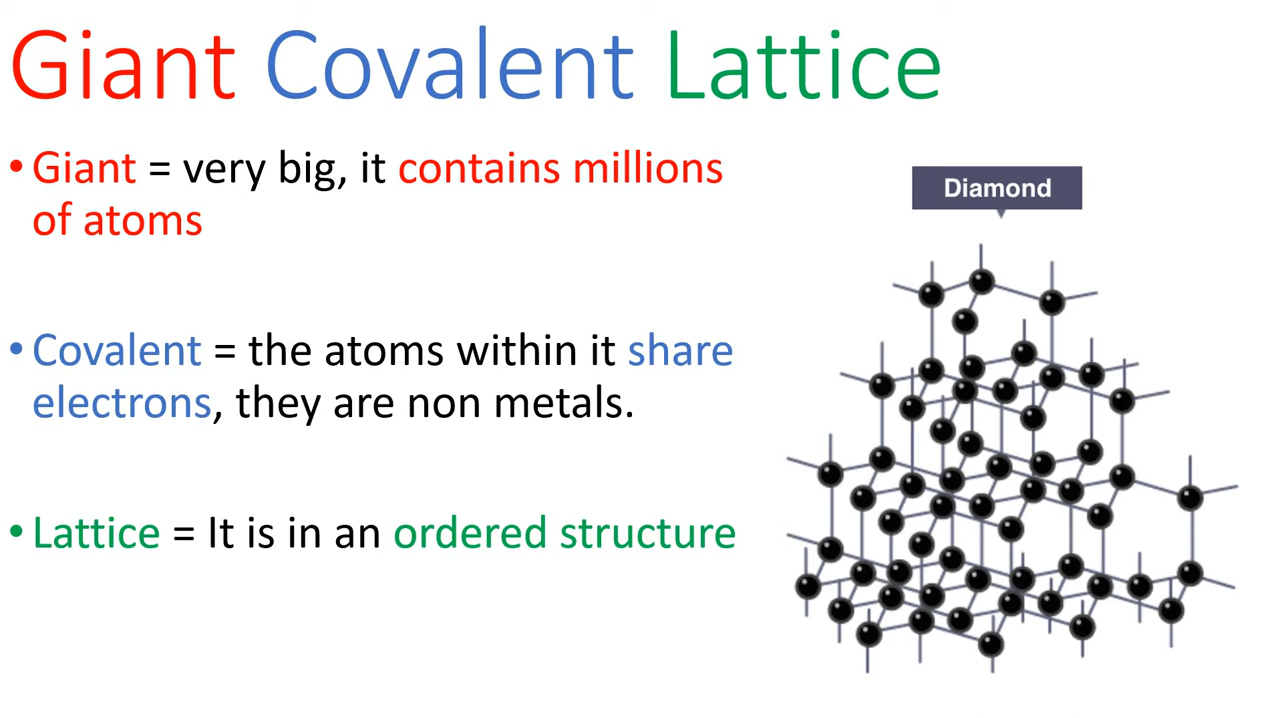 Giant Covalent Lattice
• Giant = very big, it contains millions
of atoms
Diamond
• Covalent = the atoms within it share
electrons, they are non metals.
• Lattice = It is in an ordered structure